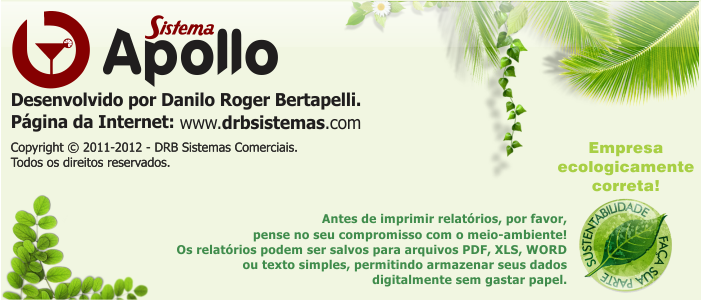 Sistema
Apollo
Desenvolvido por Danilo Roger Bertapelli.
Página da Internet: www.drbsistemas.com
Copyright © 2011-2012 - DRB Sistemas Comerciais.
Todos os direitos reservados.
Empresa
ecologicamente
correta!
Antes de imprimir relatórios, por favor,
pense no seu compromisso com o meio-ambiente!
Os relatórios podem ser salvos para arquivos PDF, XLS, WORD
ou texto simples, permitindo armazenar seus dados
digitalmente sem gastar papel.
SUSTENTABILIDADE
FAÇA SUA PARTE